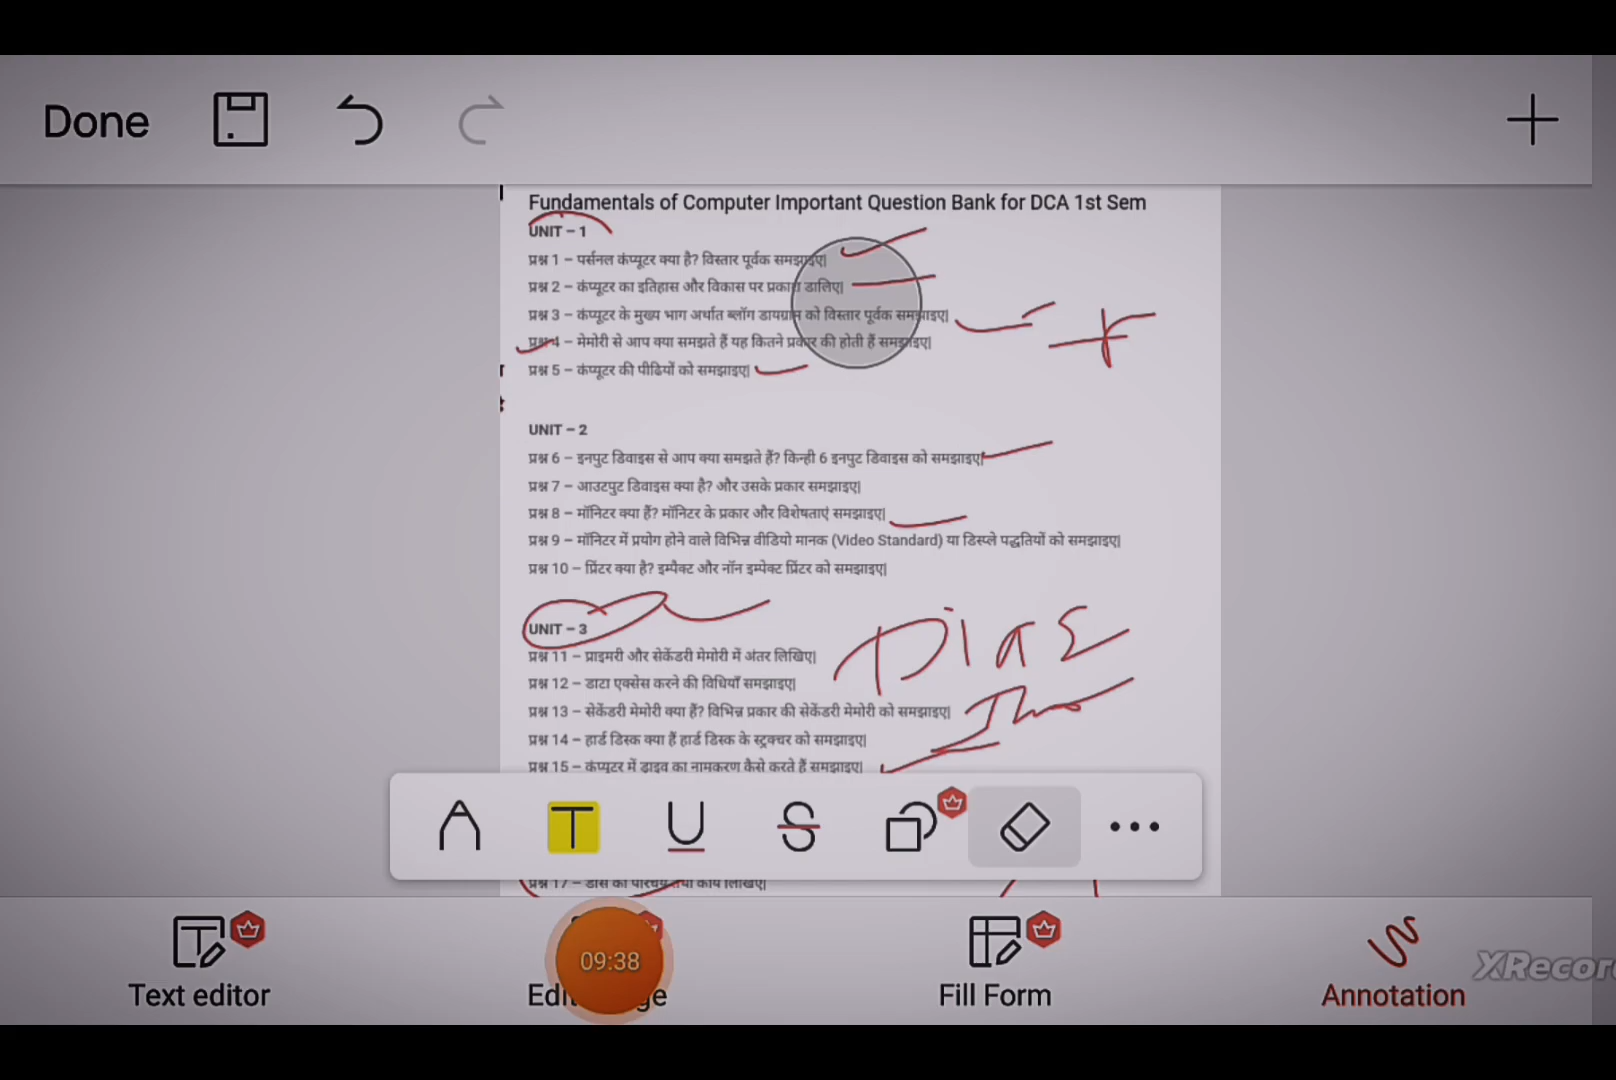 Done
Fundamentals of Computer Important Question Bank for DCA 1st Sem
UNIT – 1
प्रश्न 1 – पर्सनल कंप्यूटर क्या है? विस्तार पूर्वक समझाइए|
प्रश्न 2 – कंप्यूटर का इतिहास और विकास पर प्रकाश डालिए|
प्रश्न 3 – कंप्यूटर के मुख्य भाग अर्थात ब्लॉग डायग्राम को विस्तार पूर्वक समझाइए|
प्रश्न 4 – मेमोरी से आप क्या समझते हैं यह कितने प्रकार की होती हैं समझाइए|
प्रश्न 5 – कंप्यूटर की पीढियों को समझाइए|
UNIT – 2
प्रश्न 6 – इनपुट डिवाइस से आप क्या समझते हैं? किन्ही 6 इनपुट डिवाइस को समझाइए|
प्रश्न 7 – आउटपुट डिवाइस क्या है? और उसके प्रकार समझाइए|
प्रश्न 8 – मॉनिटर क्या हैं? मॉनिटर के प्रकार और विशेषताएं समझाइए|
प्रश्न 9 – मॉनिटर में प्रयोग होने वाले विभिन्न वीडियो मानक (Video Standard) या डिस्प्ले पद्धतियों को समझाइए|
प्रश्न 10 – प्रिंटर क्या है? इम्पैक्ट और नॉन इम्पेक्ट प्रिंटर को समझाइए|
UNIT – 3
प्रश्न 11 – प्राइमरी और सेकेंडरी मेमोरी में अंतर लिखिए|
प्रश्न 12 – डाटा एक्सेस करने की विधियाँ समझाइए|
प्रश्न 13 – सेकेंडरी मेमोरी क्या हैं? विभिन्न प्रकार की सेकेंडरी मेमोरी को समझाइए|
प्रश्न 14 – हार्ड डिस्क क्या हैं हार्ड डिस्क के स्ट्रक्चर को समझाइए|
प्रश्न 15 – कंप्यूटर में ड्राइव का नामकरण कैसे करते हैं समझाइए|
प्रश्न 17 – डॉस का परिचय तथा कार्य लिखिए|
09:38
Text editor
Fill Form
Annotation
XRecor